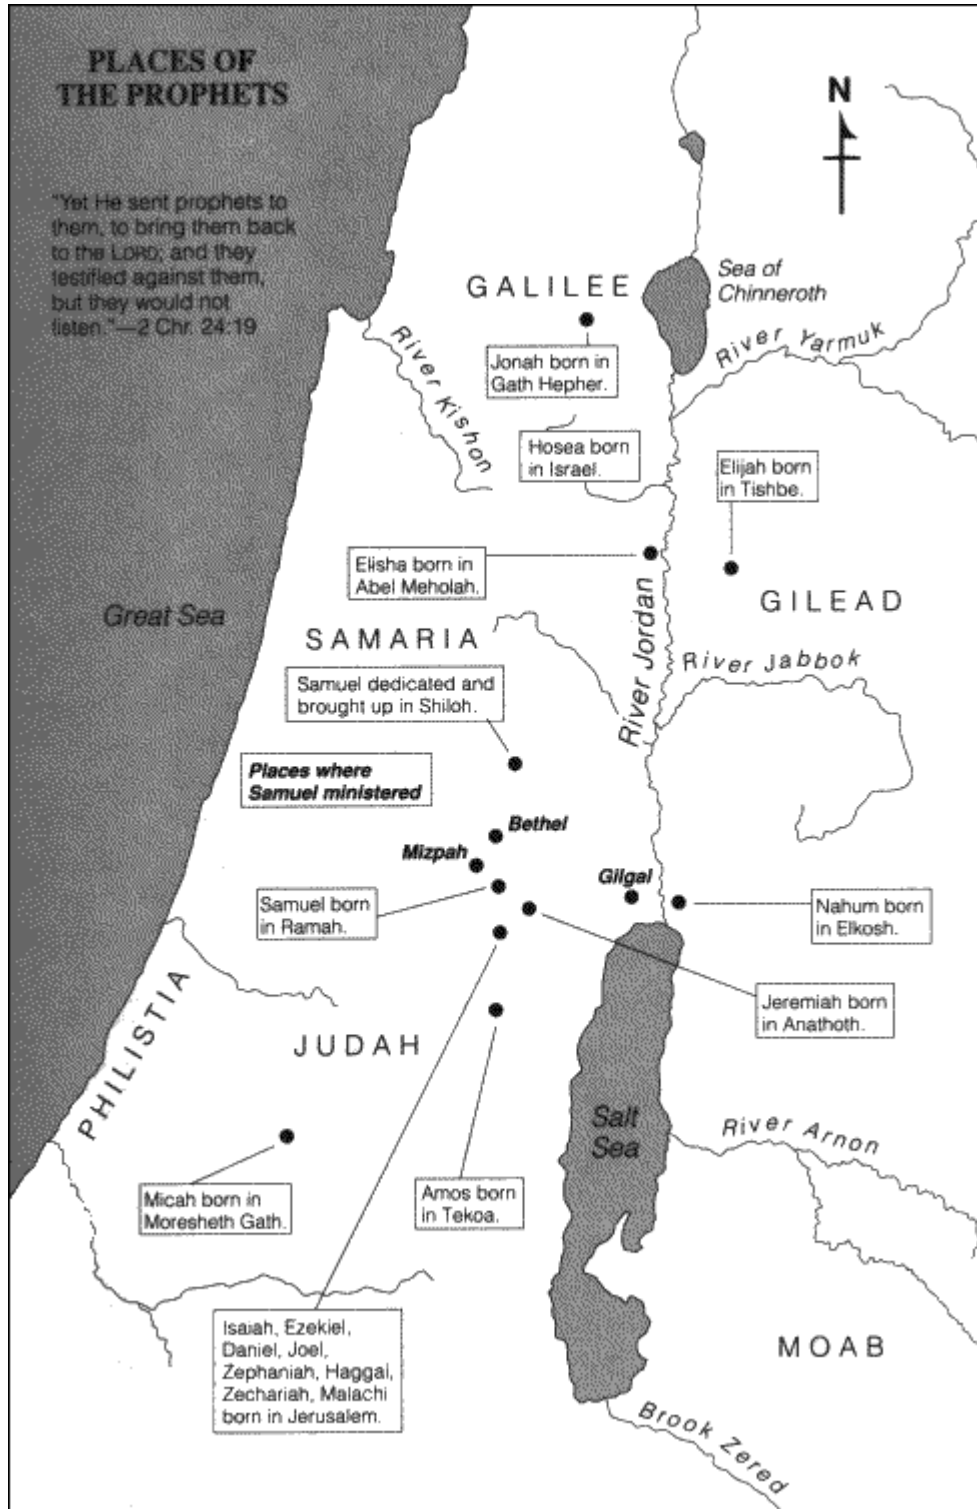 PLACES OF
THE PROPHETS
"Yet He sent prophets to
them, to bring them back
to the LORD; and they
testified against them,
but they would not
listen."—2 Chr. 24:19
N
Sea of
Chinneroth
GALILEE
River Yarmuk
River Kishon
Jonah born in
Gath Hepher.
Hosea born
in Israel.
Elijah born
in Tishbe.
Elisha born in
Abel Meholah.
GILEAD
Great Sea
SAMARIA
River Jordan
River Jabbok
Samuel dedicated and
brought up in Shiloh.
Places where
Samuel ministered
Bethel
Mizpah
Gilgal
Samuel born
in Ramah.
Nahum born
in Elkosh.
Jeremiah born
in Anathoth.
PHILISTIA
JUDAH
Salt
Sea
River Arnon
Micah born in
Moresheth Gath.
Amos born
in Tekoa.
Isaiah, Ezekiel,
Daniel, Joel,
Zephaniah, Haggai,
Zechariah, Malachi
born in Jerusalem.
MOAB
Brook Zered